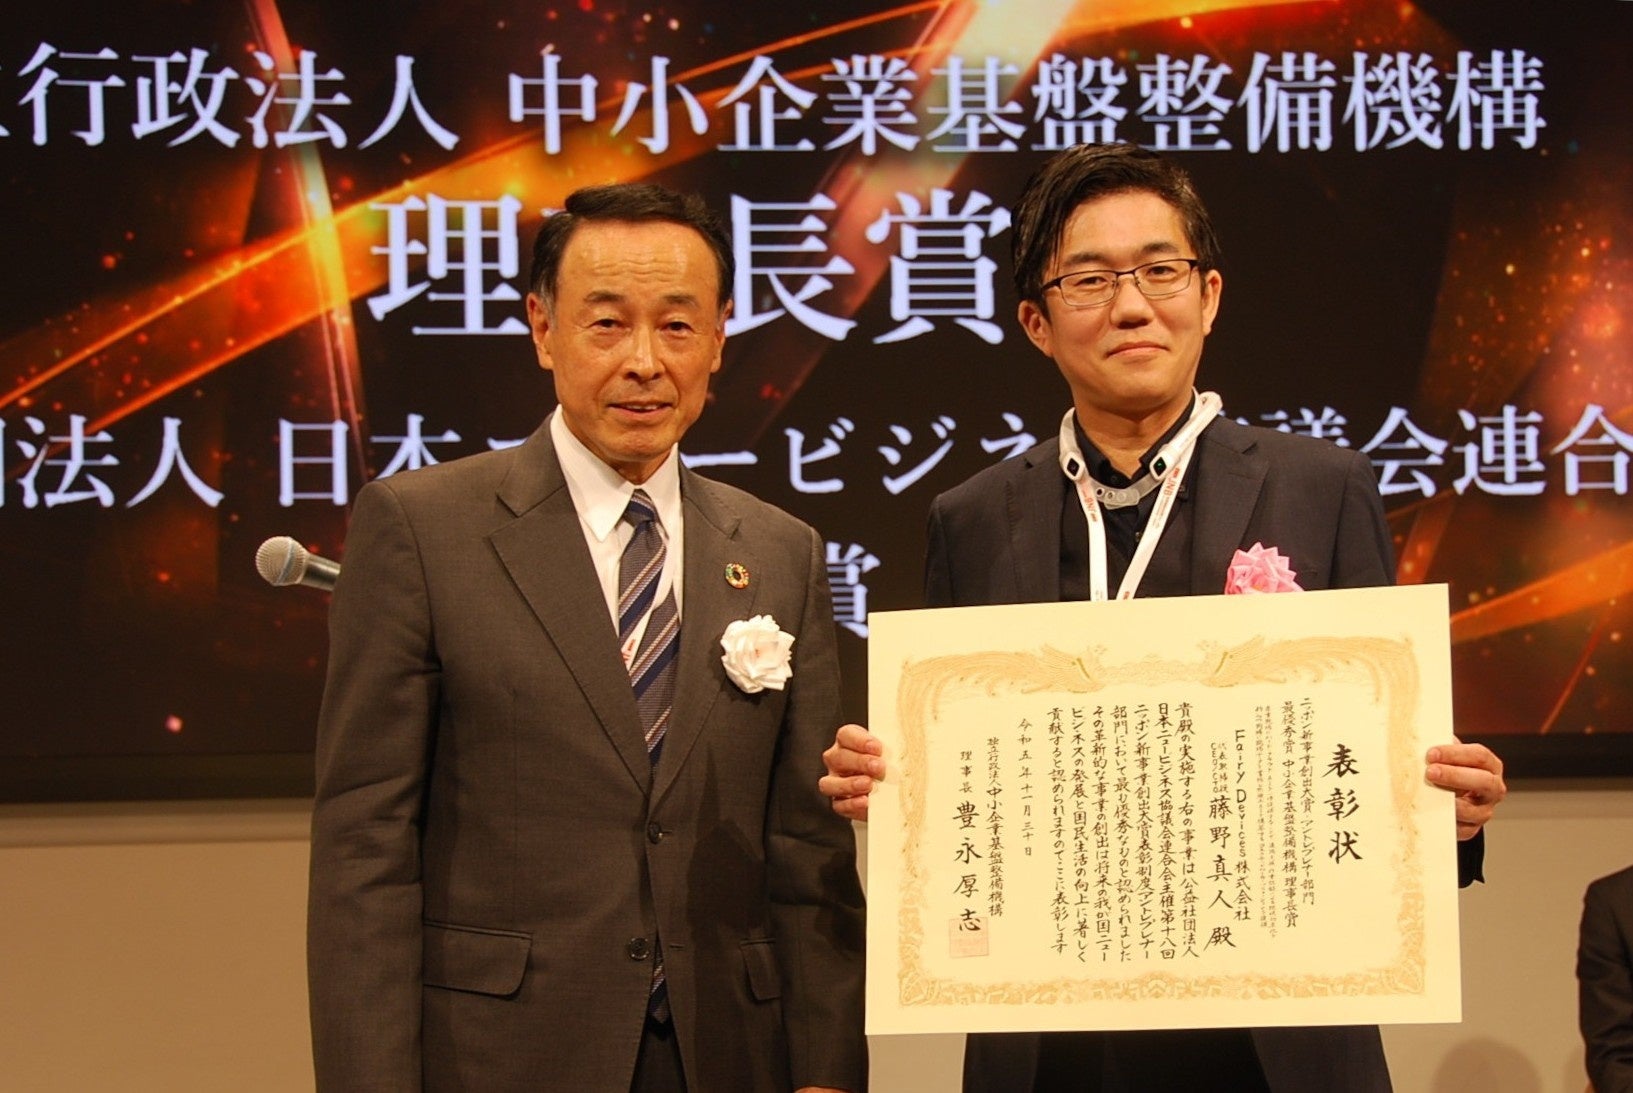 行政法人 中小企業基盤整備機構
理 長賞
法人 日本 ービジネ 議会連合
賞
表彰状
ニッポン新事業創出大賞 アントレプレナー部門
最優秀賞 中小企業基盤整備機構 理事長賞
Fairy Devices株式会社
代表取締役
CEO/CTO
藤野真人 殿
貴殿の実施する右の事業は公益社団法人
日本ニュービジネス協議会連合会主催第十八回
ニッポン新事業創出大賞表彰制度アントレプレナー
部門において最も優秀なものと認められました
その革新的な事業の創出は将来の我が国ニュー
ビジネスの発展と国民生活の向上に著しく
貢献すると認められますのでここに表彰します
令和五年十一月三十日
独立行政法人中小企業基盤整備機構
理事長 豊永厚志